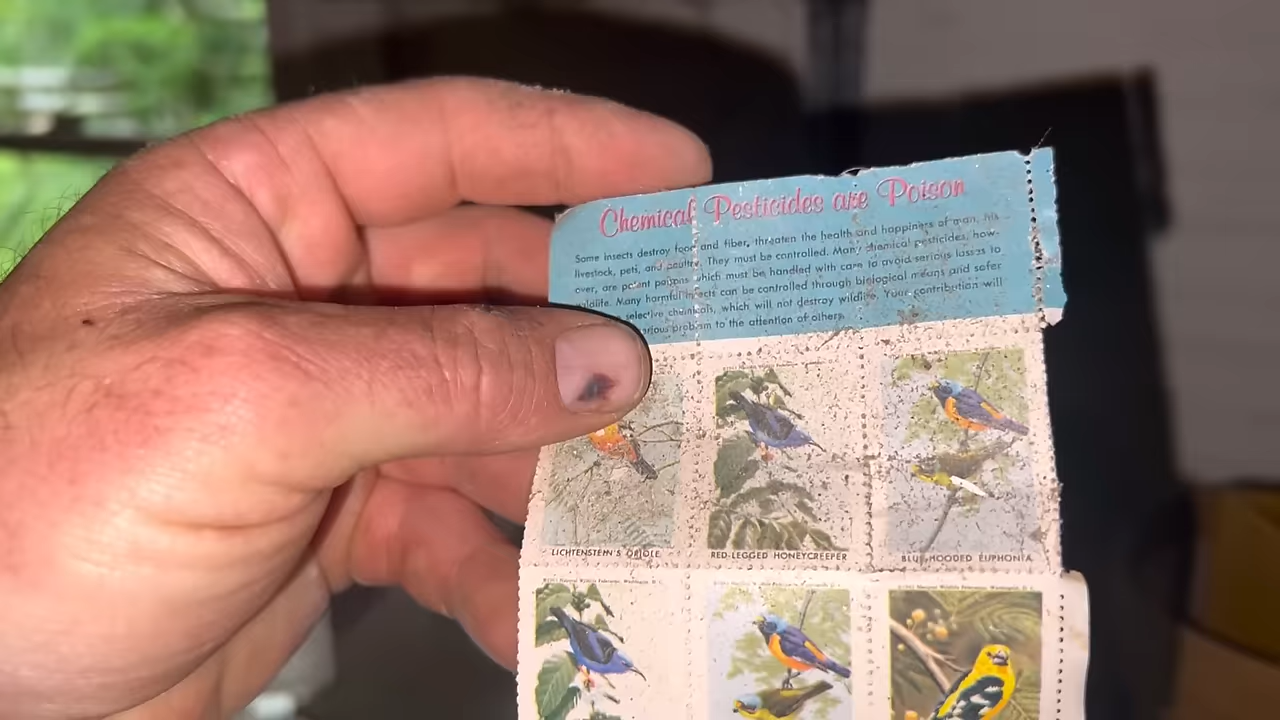 Chemical Pesticides are Poison
Some insects destroy food and fiber, threaten the health and happiness of man, his
livestock, pets, and poultry. They must be controlled. Many chemical pesticides, how-
ever, are potent poisons which must be handled with care to avoid serious losses to
wildlife. Many harmful insects can be controlled through biological means and safer
selective chemicals, which will not destroy wildlife. Your contribution will
serious problem to the attention of others.
LICHTENSTEIN'S ORIOLE
RED-LEGGED HONEYCREEPER
BLUE-HOODED EUPHONIA
National Wildlife Federation, Washington, D.C.